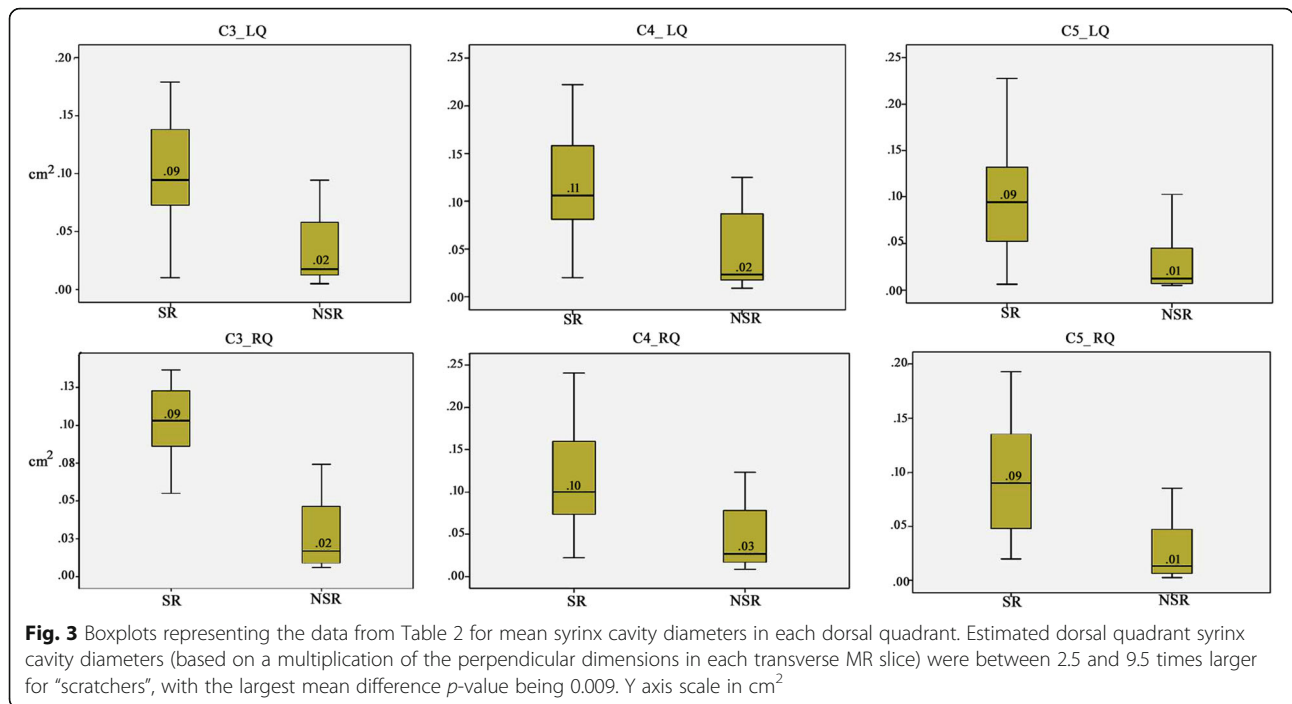 C3_LQ
.20
.15
cm2
.10
.05
.00
.09
.02
SR NSR
C4_ LQ
.25
.20
.15
.10
.05
.00
.11
.02
SR NSR
C5_LQ
.25
.20
.15
.10
.05
.00
.09
.01
SR NSR
C3_RQ
.13
.10
.08
cm2
.05
.03
.00
.09
.02
SR NSR
C4_RQ
.25
.20
.15
.10
.05
.00
.10
.03
SR NSR
C5_RQ
.20
.15
.10
.05
.00
.09
.01
SR NSR
Fig. 3 Boxplots representing the data from Table 2 for mean syrinx cavity diameters in each dorsal quadrant. Estimated dorsal quadrant syrinx
cavity diameters (based on a multiplication of the perpendicular dimensions in each transverse MR slice) were between 2.5 and 9.5 times larger
for “scratchers”, with the largest mean difference p-value being 0.009. Y axis scale in cm2